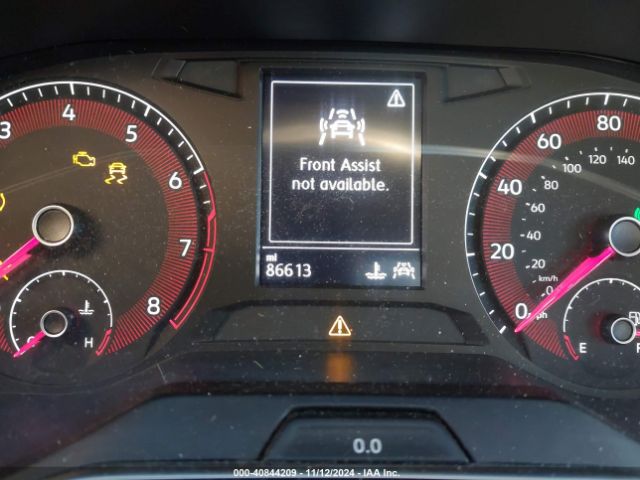 3 4 5 6 7 8
H
Front Assist
not available.
mi
86613
0 20 40 60 80
0 20 40 60 80 100 120 140
km/h
E
0.0
000-40844209 - 11/12/2024 - IAA Inc.